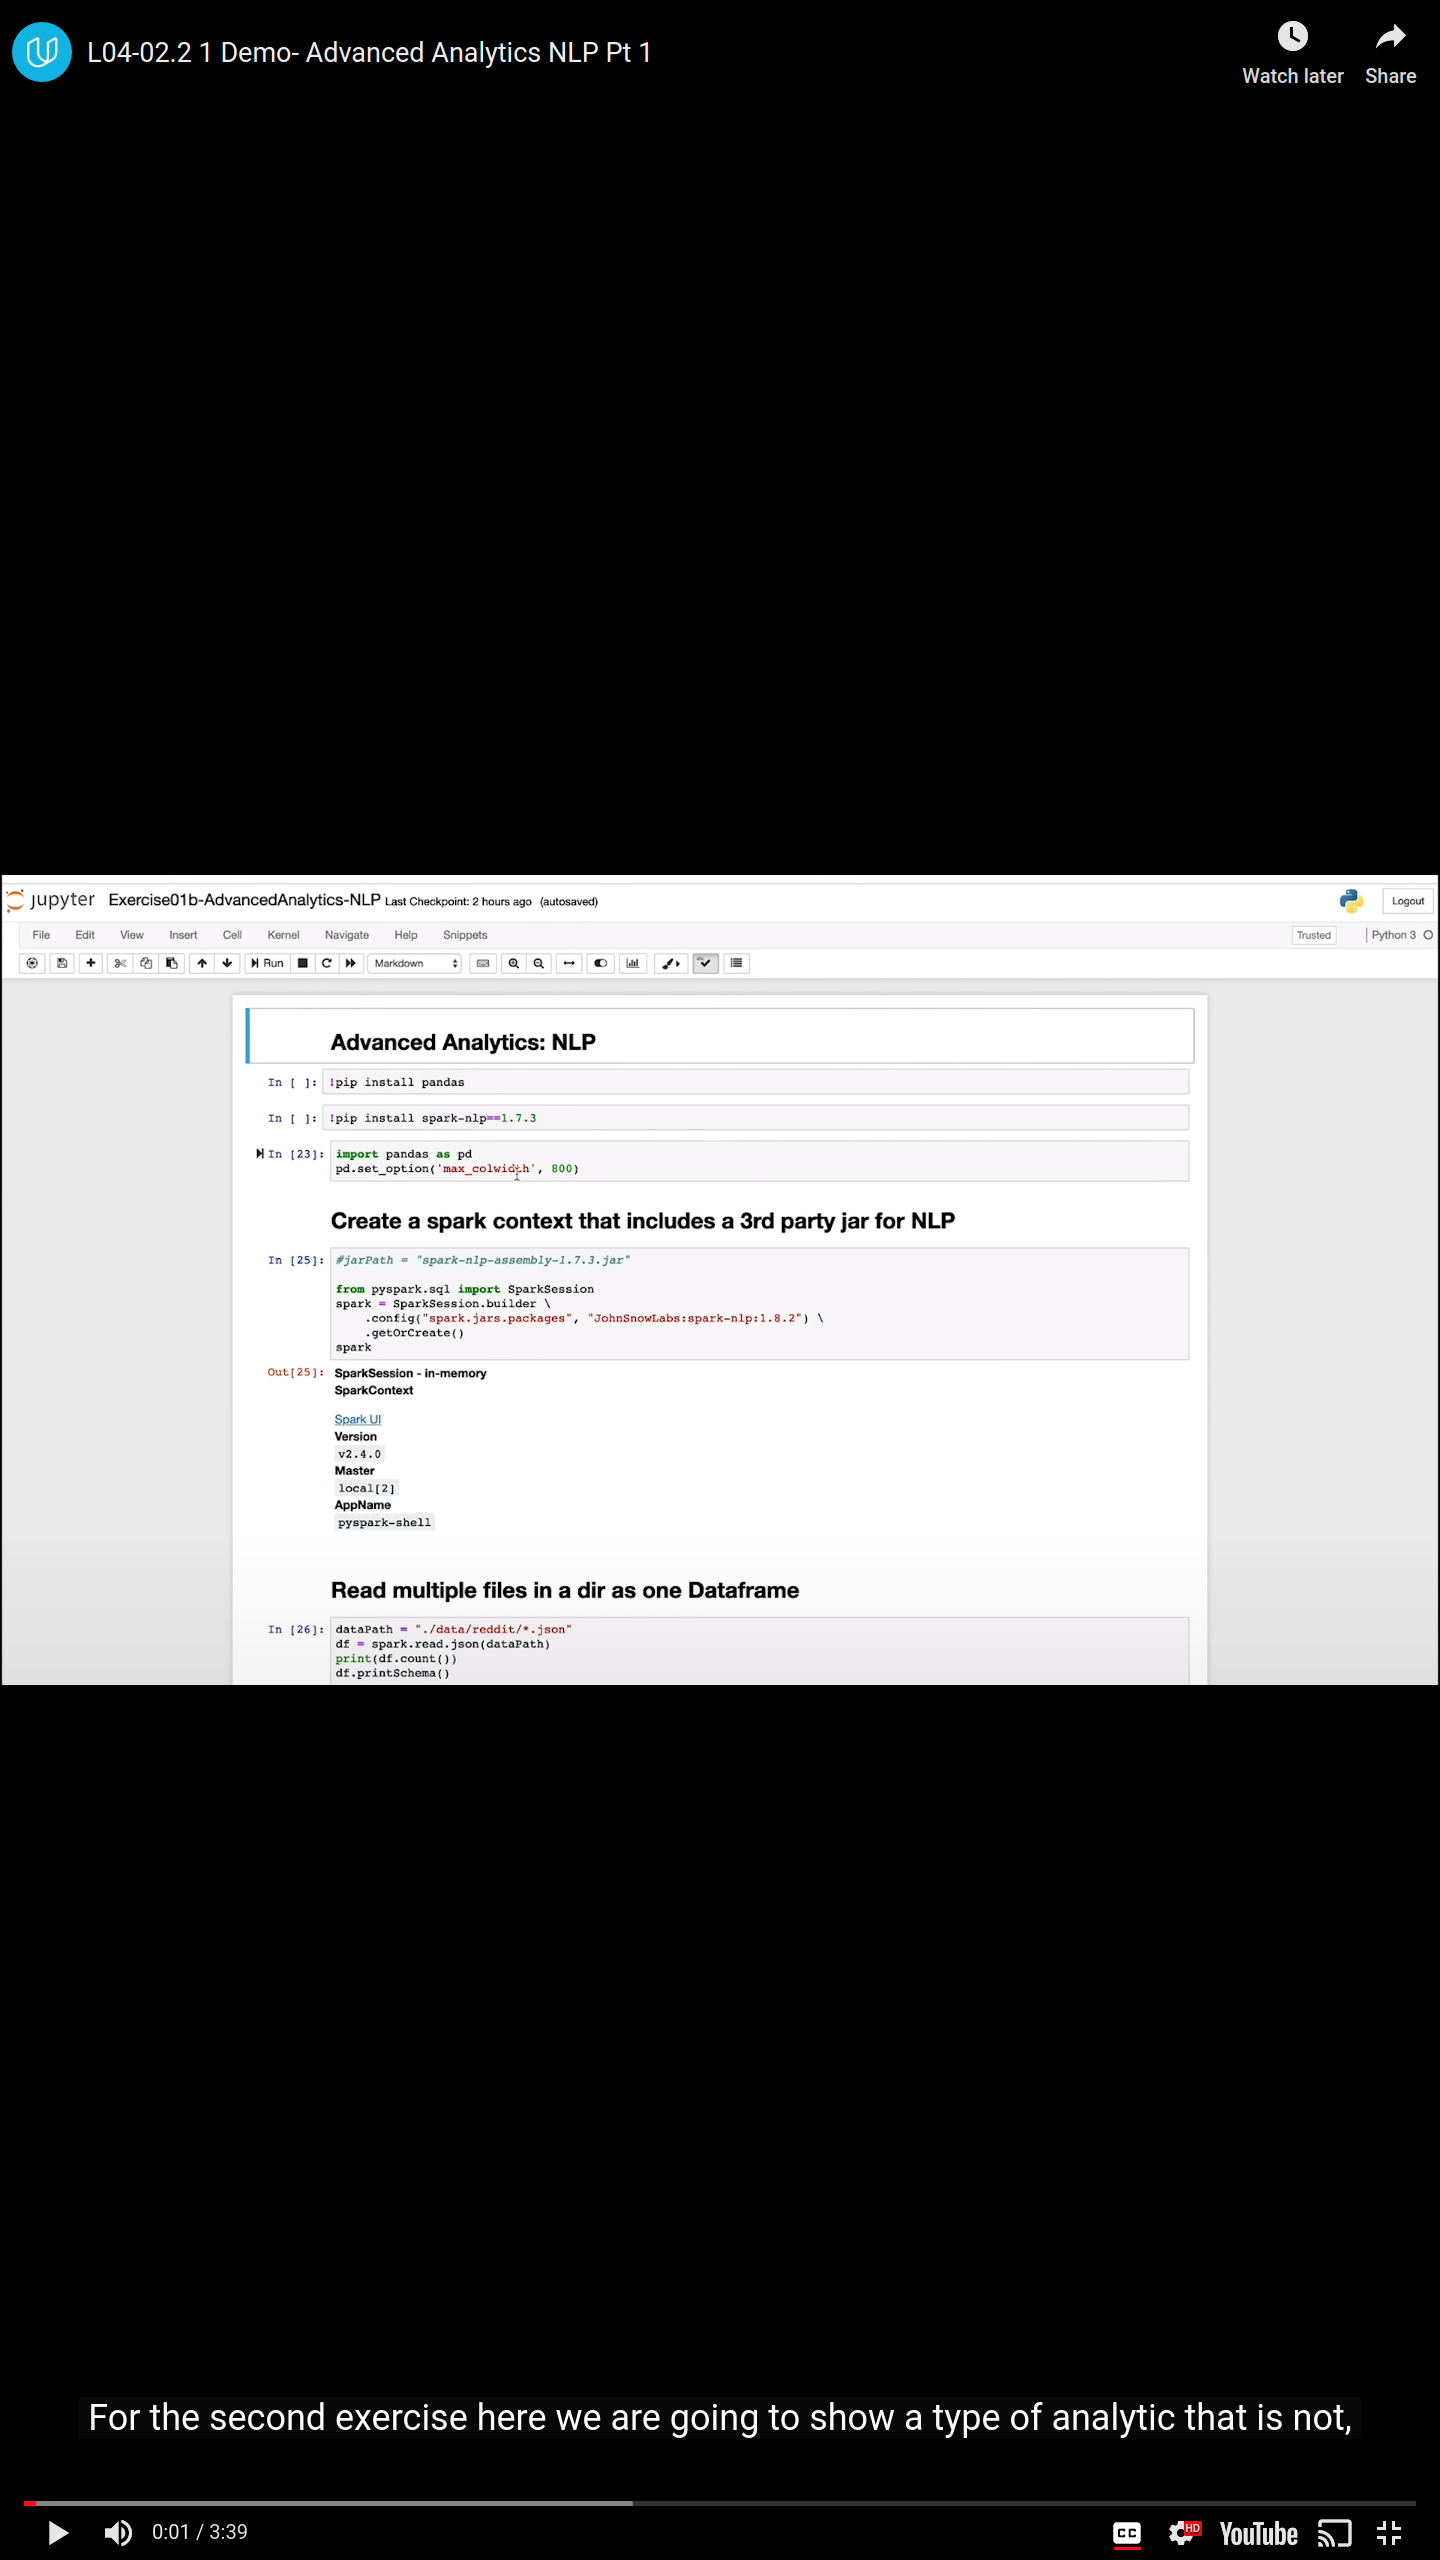 L04-02.2 1 Demo- Advanced Analytics NLP Pt 1
Watch later
Share
jupyter Exercise01b-AdvancedAnalytics-NLP Last Checkpoint: 2 hours ago (autosaved)
Logout
File Edit View Insert Cell Kernel Navigate Help Snippets
Trusted
Python 3
Run
Markdown
Advanced Analytics: NLP
In [ ]: !pip install pandas
In [ ]: !pip install spark-nlp==1.7.3
In [23]: import pandas as pd
pd.set_option('max_colwidth', 800)
Create a spark context that includes a 3rd party jar for NLP
In [25]: #jarPath = "spark-nlp-assembly-1.7.3.jar"
from pyspark.sql import SparkSession
spark = SparkSession.builder \
.config("spark.jars.packages", "JohnSnowLabs:spark-nlp:1.8.2") \
.getOrCreate()
spark
Out[25]: SparkSession - in-memory
SparkContext
Spark UI
Version
v2.4.0
Master
local[2]
AppName
pyspark-shell
Read multiple files in a dir as one Dataframe
In [26]: dataPath = "./data/reddit/*.json"
df = spark.read.json(dataPath)
print(df.count())
df.printSchema()
For the second exercise here we are going to show a type of analytic that is not,
0:01 / 3:39
CC
HD
YouTube